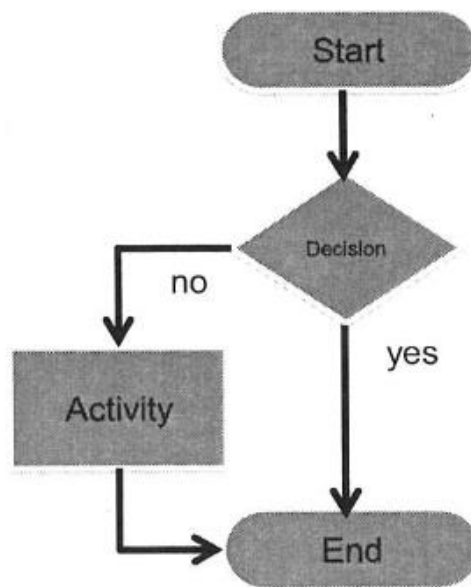 Start
Decision
no
yes
Activity
End